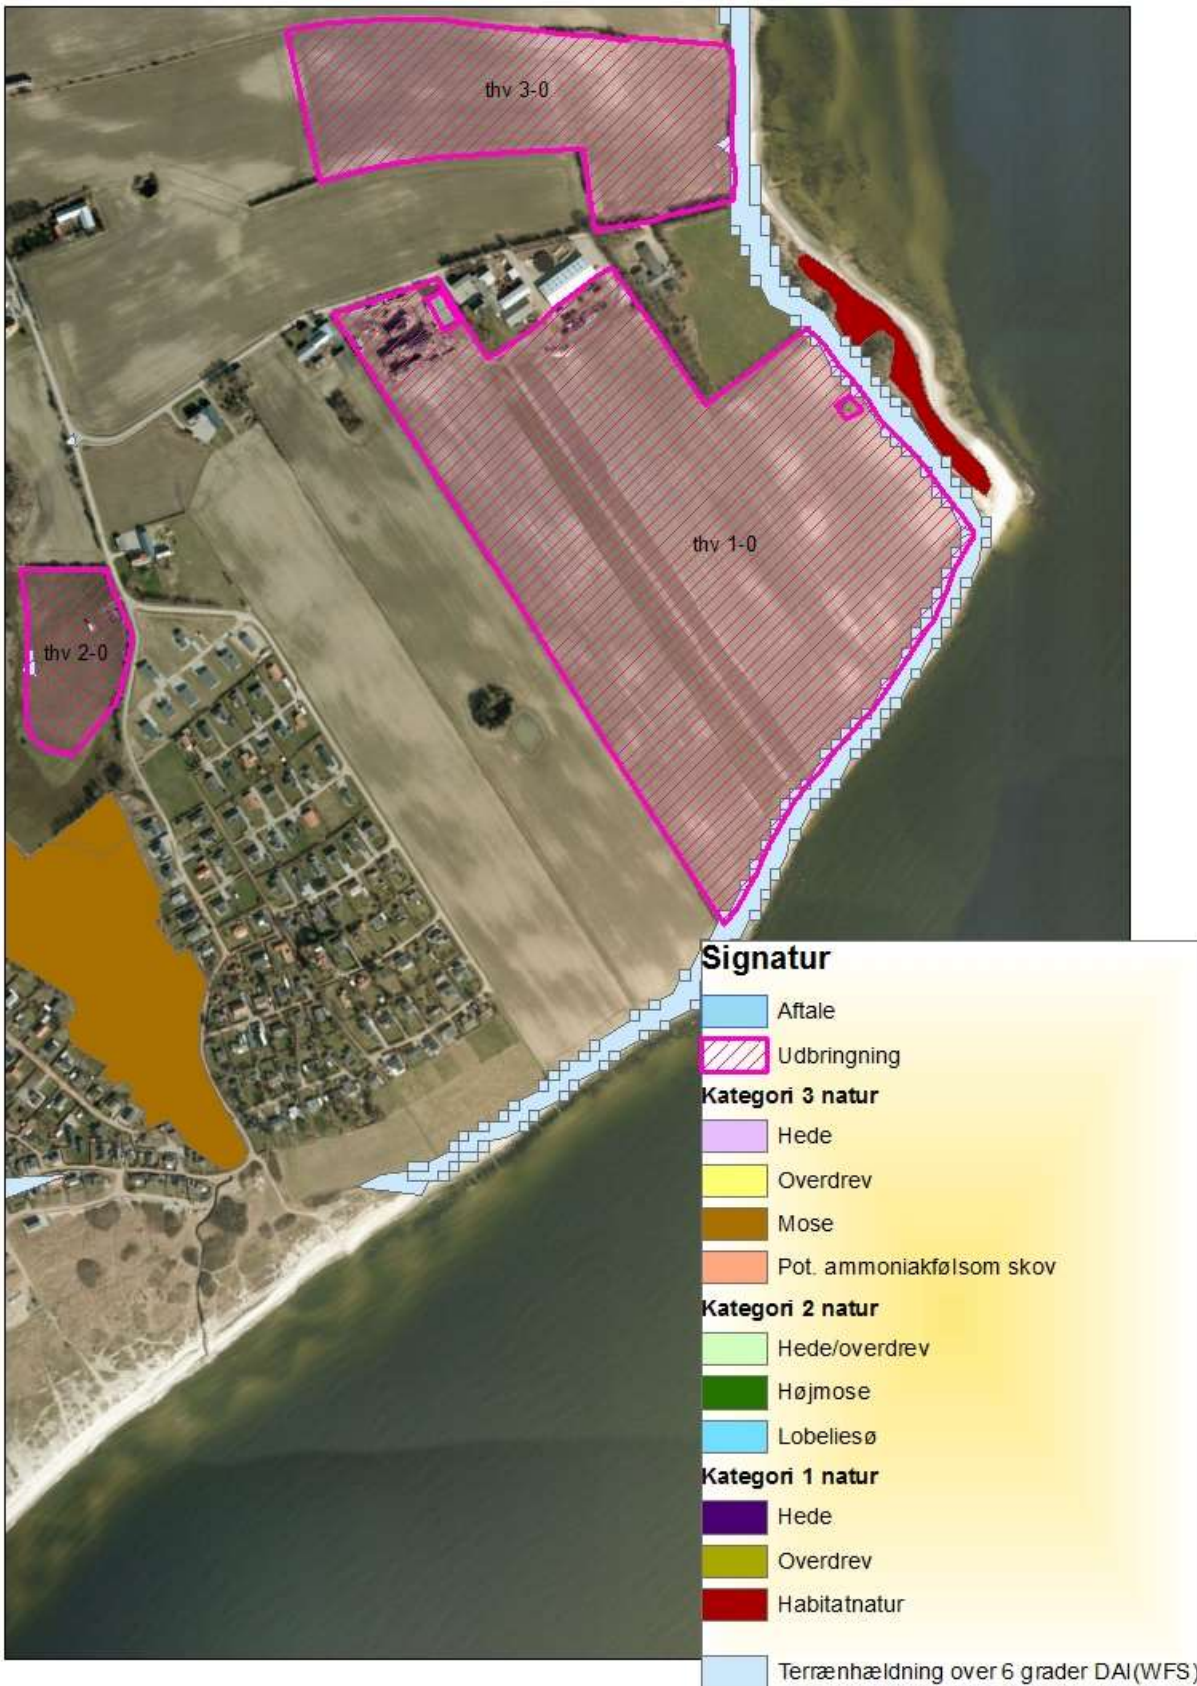 thv 3-0
thv 1-0
thv 2-0
Signatur
Aftale
Udbringning
Kategori 3 natur
Hede
Overdrev
Mose
Pot. ammoniakfølsom skov
Kategori 2 natur
Hede/overdrev
Højmose
Lobeliesø
Kategori 1 natur
Hede
Overdrev
Habitatnatur
Terrænhældning over 6 grader DAI(WFS)